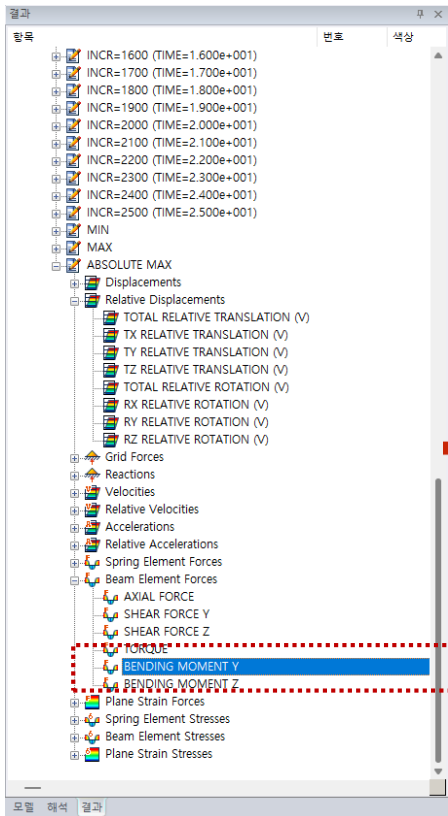 결과
항목 번호 색상
INCR=1600 (TIME=1.600e+001)
INCR=1700 (TIME=1.700e+001)
INCR=1800 (TIME=1.800e+001)
INCR=1900 (TIME=1.900e+001)
INCR=2000 (TIME=2.000e+001)
INCR=2100 (TIME=2.100e+001)
INCR=2200 (TIME=2.200e+001)
INCR=2300 (TIME=2.300e+001)
INCR=2400 (TIME=2.400e+001)
INCR=2500 (TIME=2.500e+001)
MIN
MAX
ABSOLUTE MAX
Displacements
Relative Displacements
TOTAL RELATIVE TRANSLATION (V)
TX RELATIVE TRANSLATION (V)
TY RELATIVE TRANSLATION (V)
TZ RELATIVE TRANSLATION (V)
TOTAL RELATIVE ROTATION (V)
RX RELATIVE ROTATION (V)
RY RELATIVE ROTATION (V)
RZ RELATIVE ROTATION (V)
Grid Forces
Reactions
Velocities
Relative Velocities
Accelerations
Relative Accelerations
Spring Element Forces
Beam Element Forces
AXIAL FORCE
SHEAR FORCE Y
SHEAR FORCE Z
TORQUE
BENDING MOMENT Y
BENDING MOMENT Z
Plane Strain Forces
Spring Element Stresses
Beam Element Stresses
Plane Strain Stresses
모델 해석 결과